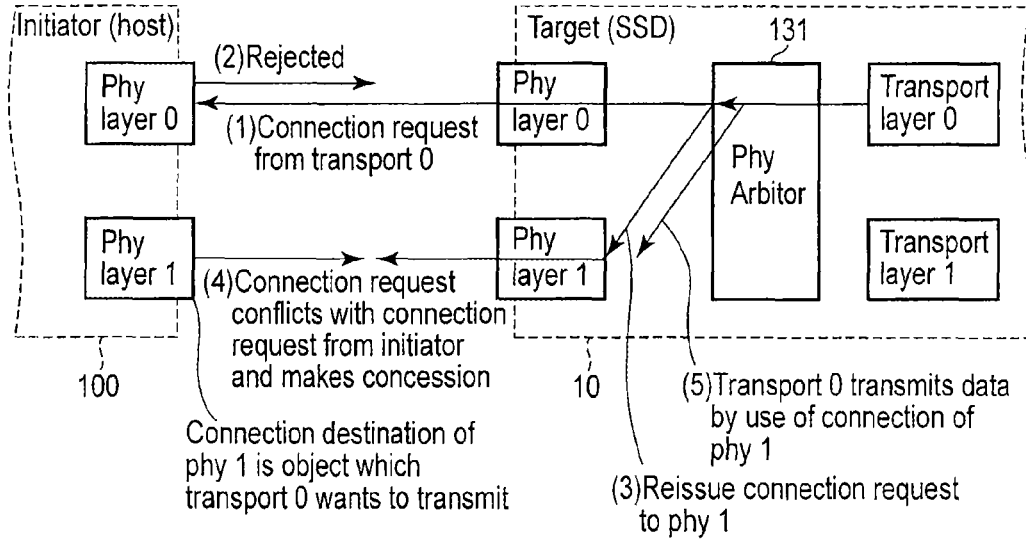 Initiator (host)
Target (SSD)
131
(2)Rejected
Phy
layer 0
Phy
layer 0
Transport
layer 0
(1)Connection request
from transport 0
Phy
Arbitor
Phy
layer 1
Phy
layer 1
Transport
layer 1
(4)Connection request
conflicts with connection
request from initiator
and makes concession
100
10
(5)Transport 0 transmits data
by use of connection of
phy 1
Connection destination of
phy 1 is object which
transport 0 wants to transmit
(3)Reissue connection request
to phy 1